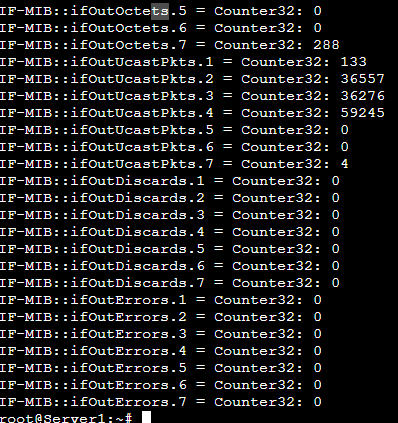 IF-MIB::ifOutOctets.5 = Counter32: 0
IF-MIB::ifOutOctets.6 = Counter32: 0
IF-MIB::ifOutOctets.7 = Counter32: 288
IF-MIB::ifOutUcastPkts.1 = Counter32: 133
IF-MIB::ifOutUcastPkts.2 = Counter32: 36557
IF-MIB::ifOutUcastPkts.3 = Counter32: 36276
IF-MIB::ifOutUcastPkts.4 = Counter32: 59245
IF-MIB::ifOutUcastPkts.5 = Counter32: 0
IF-MIB::ifOutUcastPkts.6 = Counter32: 0
IF-MIB::ifOutUcastPkts.7 = Counter32: 4
IF-MIB::ifOutDiscards.1 = Counter32: 0
IF-MIB::ifOutDiscards.2 = Counter32: 0
IF-MIB::ifOutDiscards.3 = Counter32: 0
IF-MIB::ifOutDiscards.4 = Counter32: 0
IF-MIB::ifOutDiscards.5 = Counter32: 0
IF-MIB::ifOutDiscards.6 = Counter32: 0
IF-MIB::ifOutDiscards.7 = Counter32: 0
IF-MIB::ifOutErrors.1 = Counter32: 0
IF-MIB::ifOutErrors.2 = Counter32: 0
IF-MIB::ifOutErrors.3 = Counter32: 0
IF-MIB::ifOutErrors.4 = Counter32: 0
IF-MIB::ifOutErrors.5 = Counter32: 0
IF-MIB::ifOutErrors.6 = Counter32: 0
IF-MIB::ifOutErrors.7 = Counter32: 0
root@Server1:~#